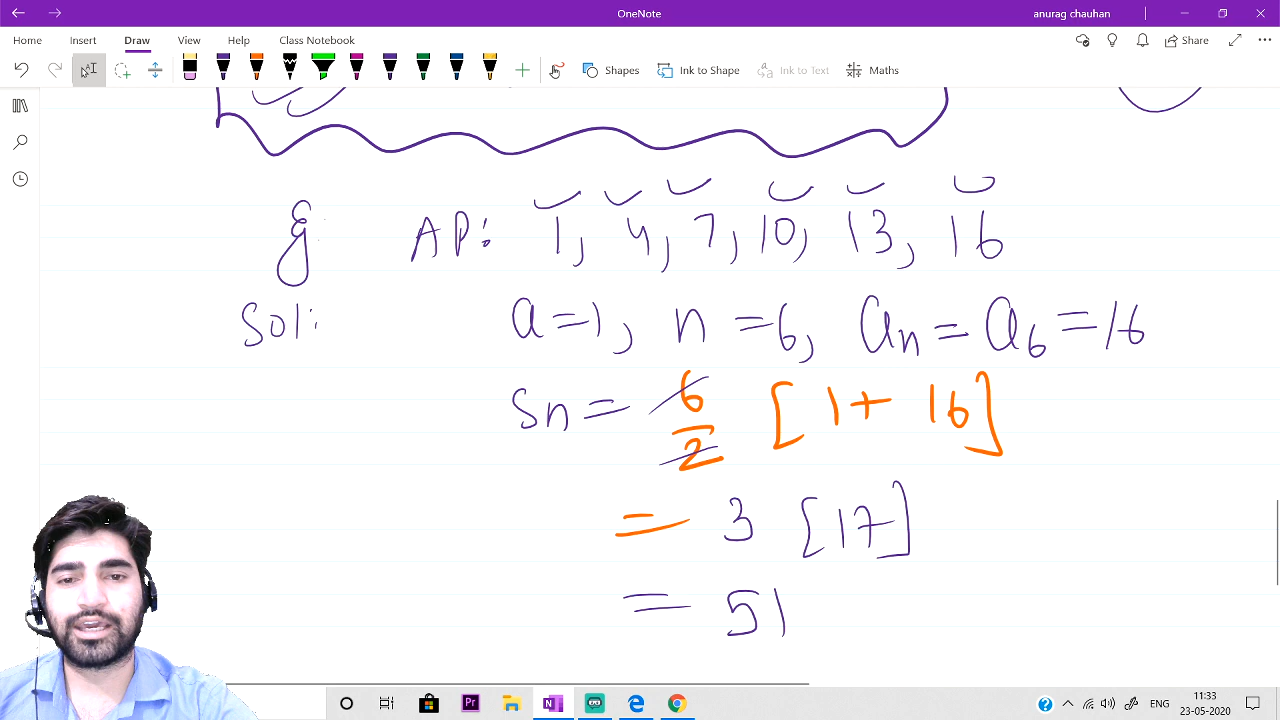 OneNote
anurag chauhan
Home Insert Draw View Help Class Notebook
Share
Shapes Ink to Shape Ink to Text Maths
Eg AP: 1, 4, 7, 10, 13, 16
Sol: a=1, n=6, an = a6 = 16
Sn = 6/2 [1+16]
= 3 [17]
= 51
Pr
N
ENG
11:33
23-05-2020